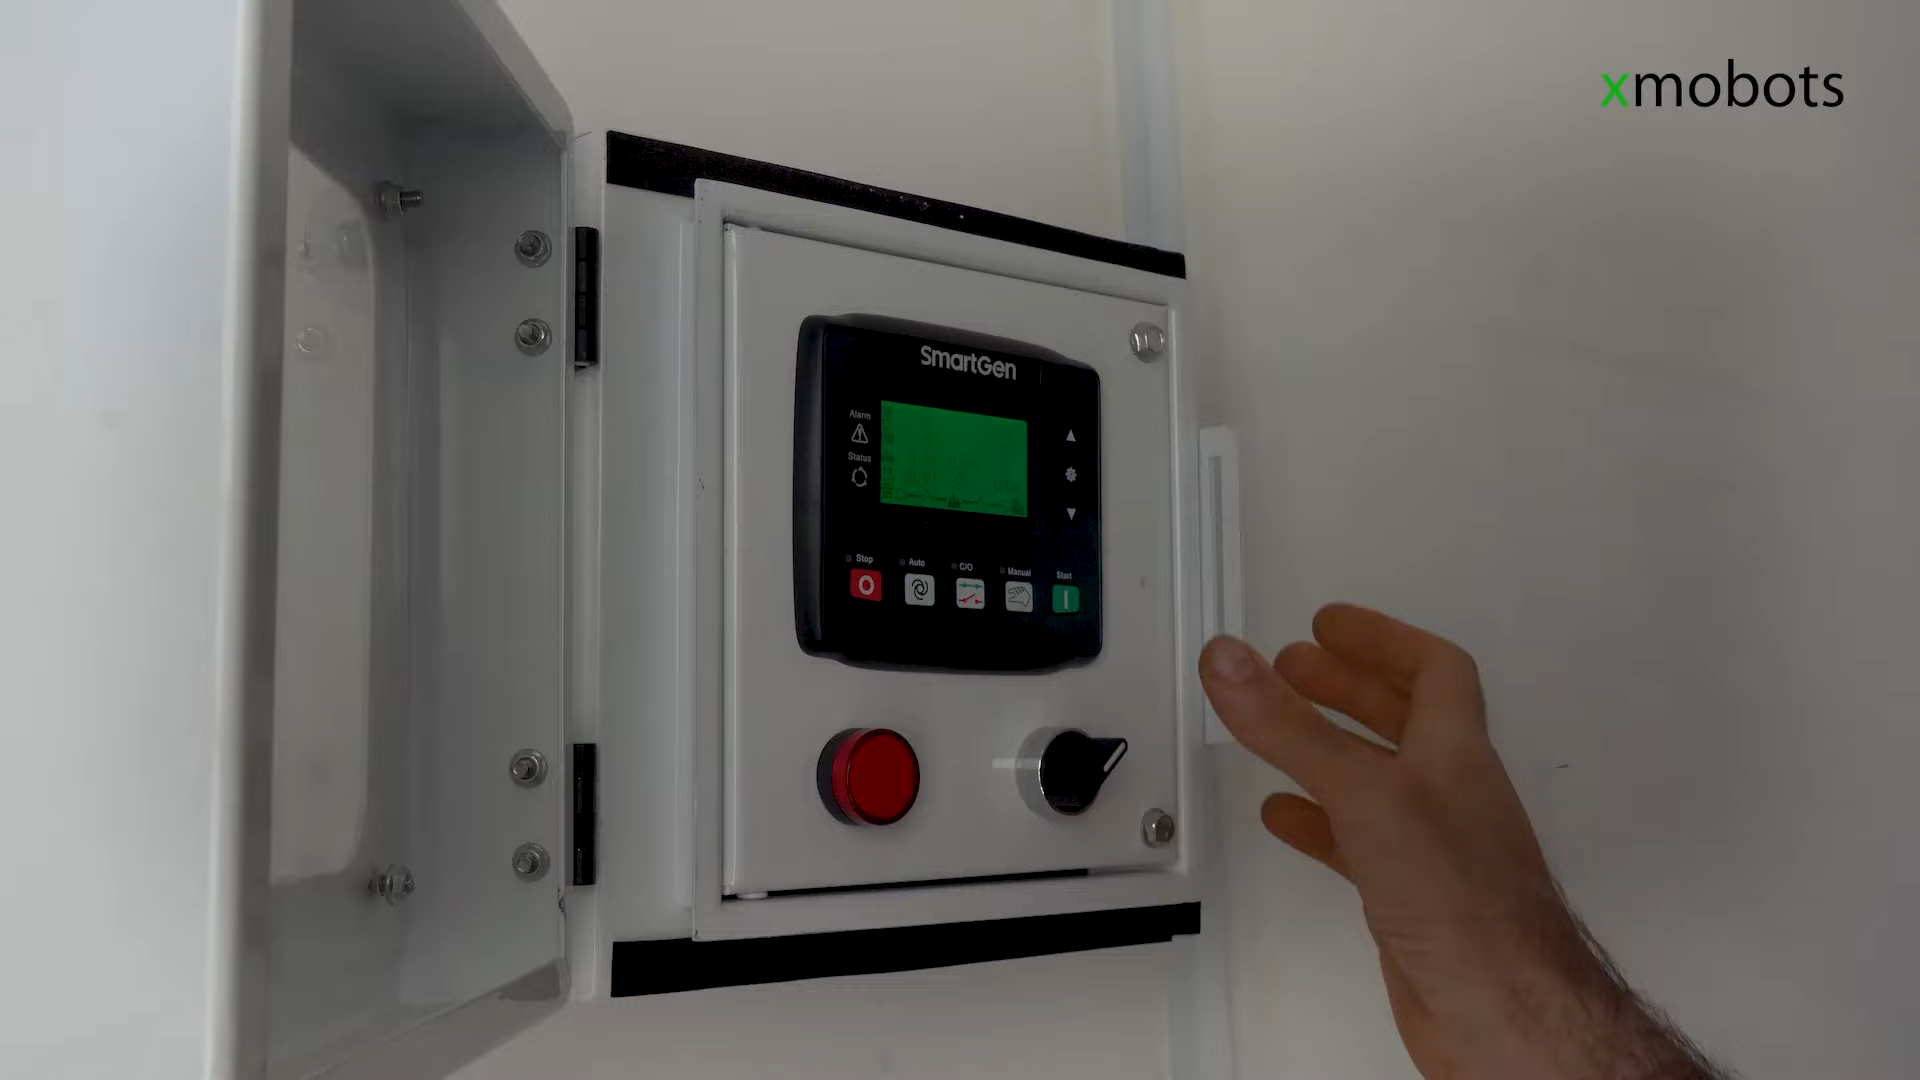 xmobots
SmartGen
Alarm
Status
Stop
Auto
C/O
Manual
Start